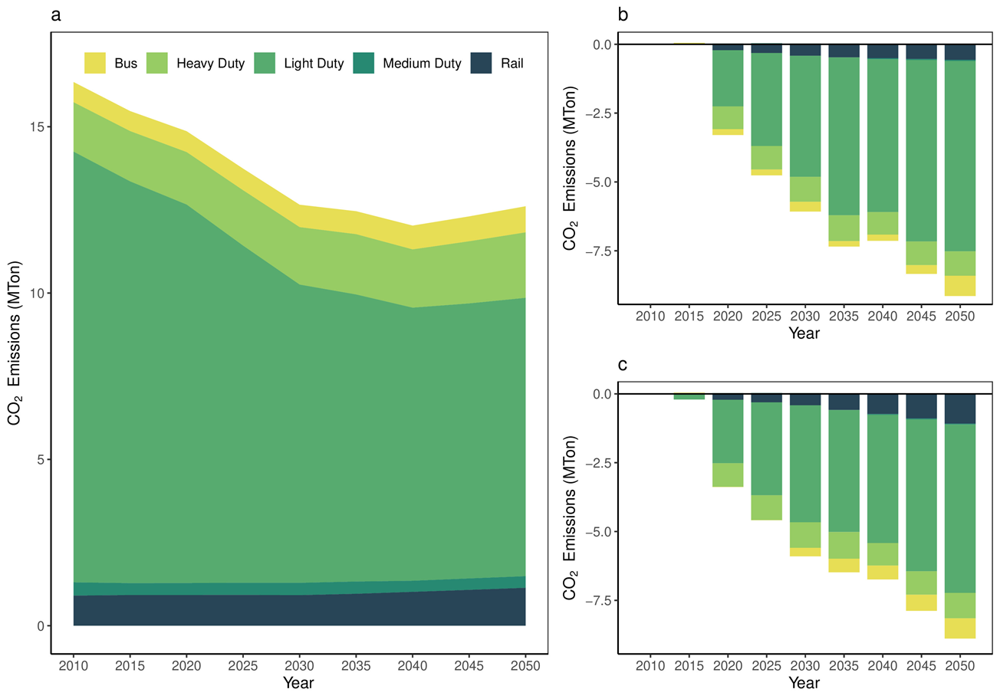 a
Bus Heavy Duty Light Duty Medium Duty Rail
CO₂ Emissions (MTon)
15
10
5
0
2010 2015 2020 2025 2030 2035 2040 2045 2050
Year
b
CO₂ Emissions (MTon)
0.0
−2.5
−5.0
−7.5
2010 2015 2020 2025 2030 2035 2040 2045 2050
Year
c
CO₂ Emissions (MTon)
0.0
−2.5
−5.0
−7.5
2010 2015 2020 2025 2030 2035 2040 2045 2050
Year